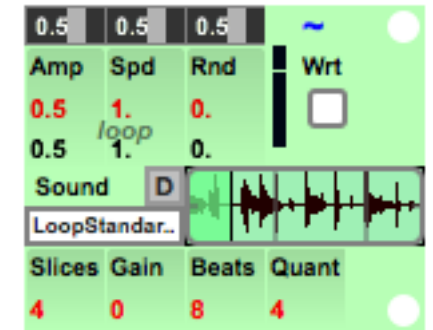 0.5 0.5 0.5 ~
Amp Spd Rnd Wrt
0.5 1. 0.
loop
0.5 1. 0.
Sound D
LoopStandar..
Slices Gain Beats Quant
4 0 8 4